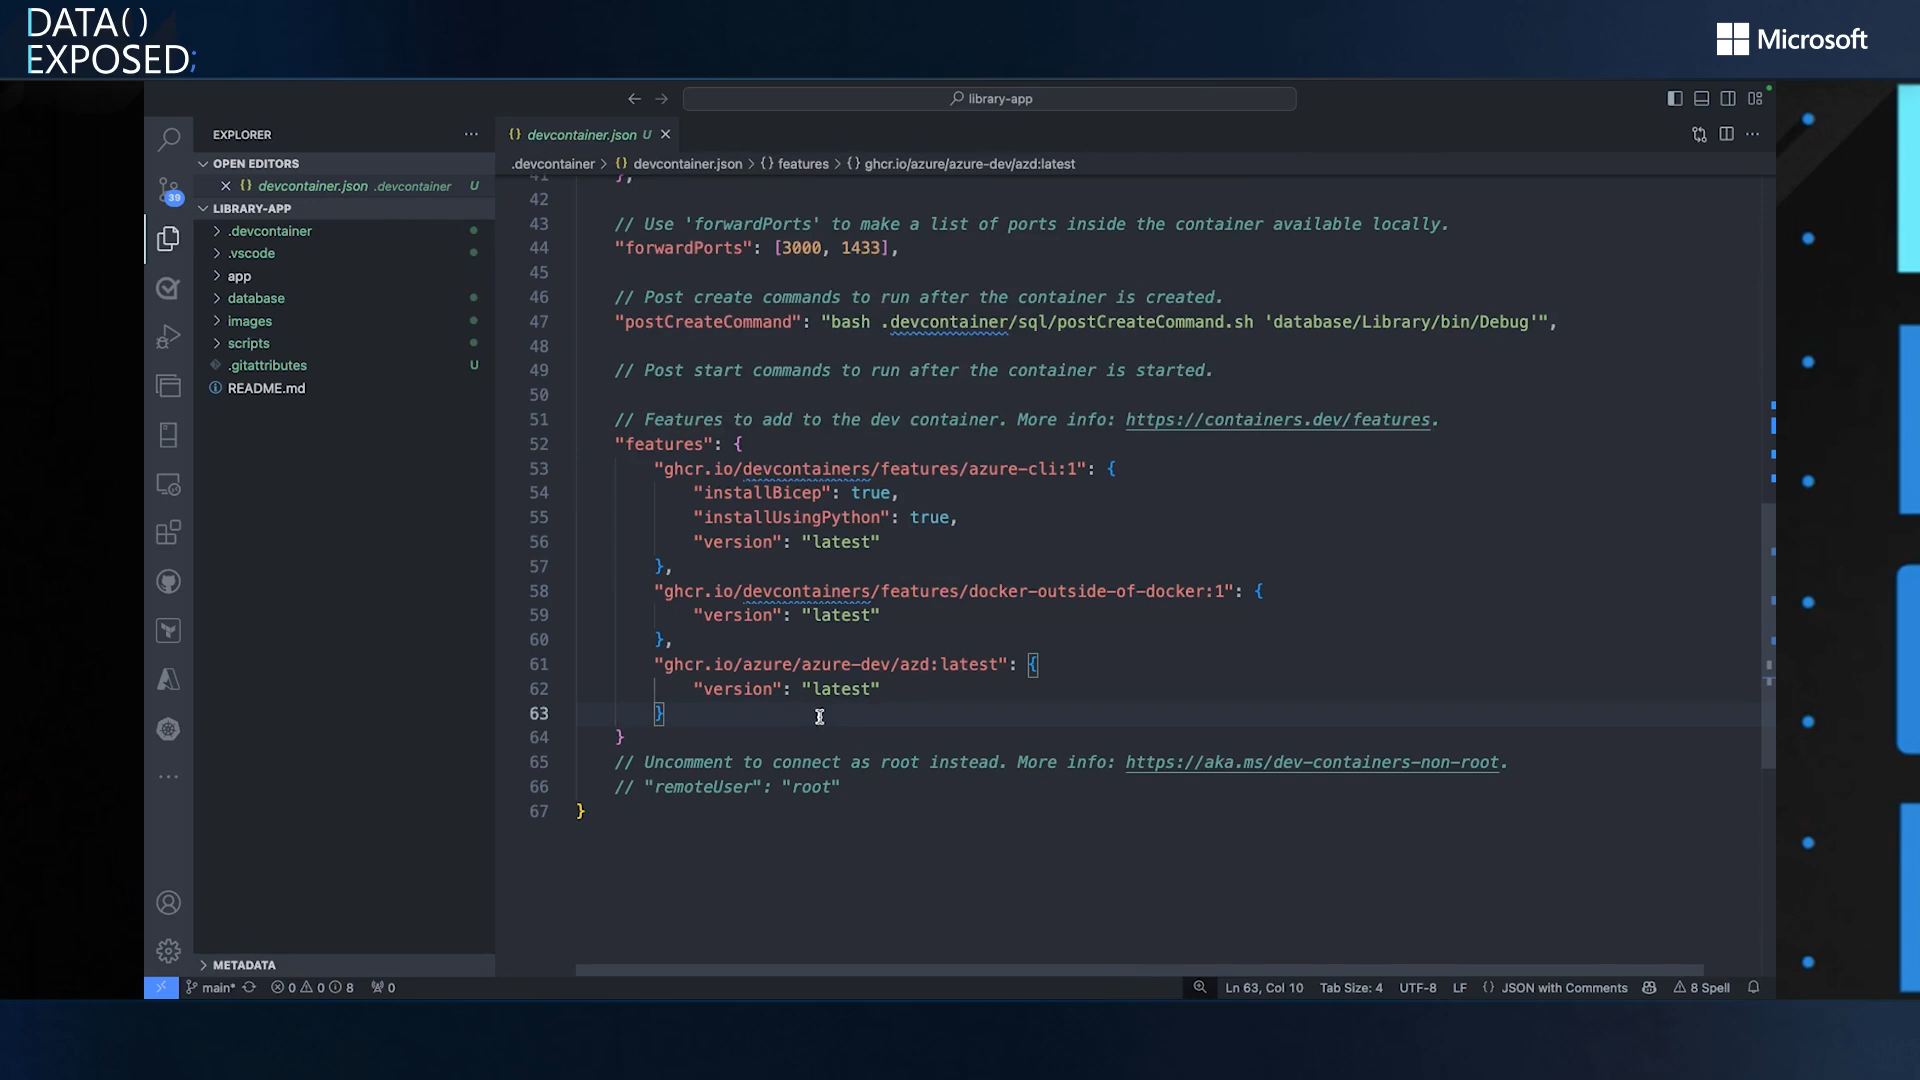 DATA()
EXPOSED;
Microsoft
library-app
EXPLORER
OPEN EDITORS
devcontainer.json .devcontainer U
LIBRARY-APP
.devcontainer
.vscode
app
database
images
scripts
.gitattributes U
README.md
METADATA
39
devcontainer.json U
.devcontainer > {} devcontainer.json > {} features > {} ghcr.io/azure/azure-dev/azd:latest
41 },
42
43 // Use 'forwardPorts' to make a list of ports inside the container available locally.
44 "forwardPorts": [3000, 1433],
45
46 // Post create commands to run after the container is created.
47 "postCreateCommand": "bash .devcontainer/sql/postCreateCommand.sh 'database/Library/bin/Debug'",
48
49 // Post start commands to run after the container is started.
50
51 // Features to add to the dev container. More info: https://containers.dev/features.
52 "features": {
53 "ghcr.io/devcontainers/features/azure-cli:1": {
54 "installBicep": true,
55 "installUsingPython": true,
56 "version": "latest"
57 },
58 "ghcr.io/devcontainers/features/docker-outside-of-docker:1": {
59 "version": "latest"
60 },
61 "ghcr.io/azure/azure-dev/azd:latest": {
62 "version": "latest"
63 }
64 }
65 // Uncomment to connect as root instead. More info: https://aka.ms/dev-containers-non-root.
66 // "remoteUser": "root"
67 }
main* 0 0 8 0 Ln 63, Col 10 Tab Size: 4 UTF-8 LF {} JSON with Comments 8 Spell